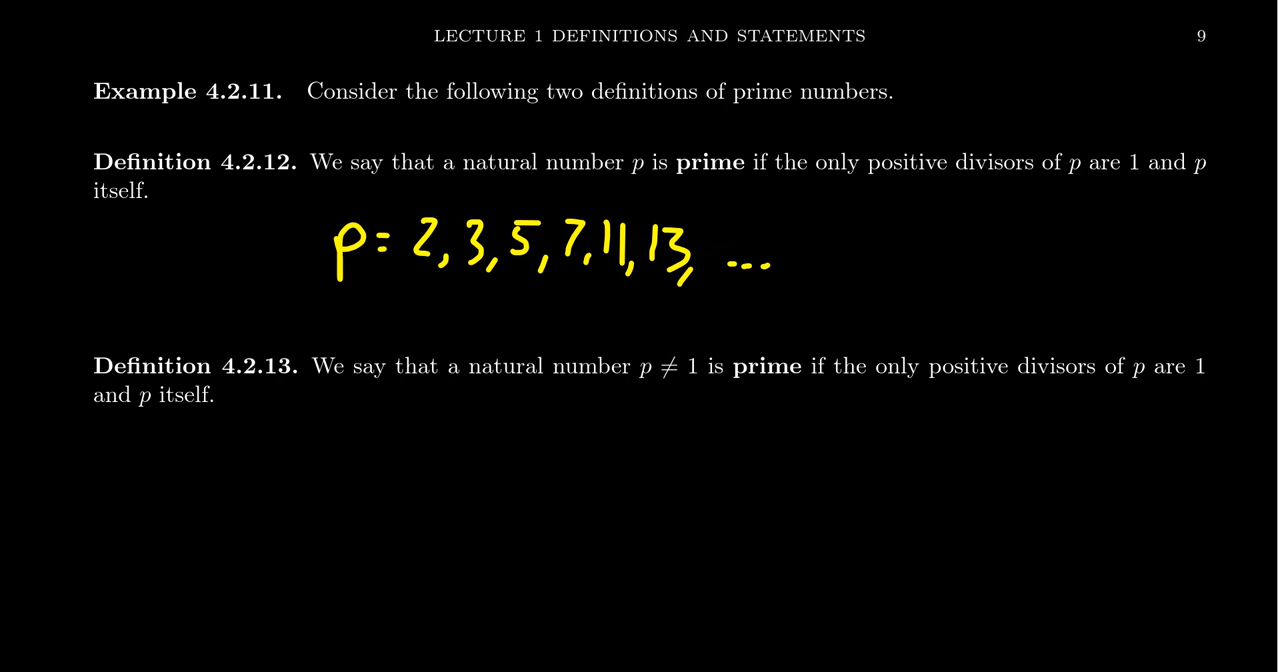 LECTURE 1 DEFINITIONS AND STATEMENTS 9
Example 4.2.11. Consider the following two definitions of prime numbers.
Definition 4.2.12. We say that a natural number p is prime if the only positive divisors of p are 1 and p
itself.
p = 2, 3, 5, 7, 11, 13, ...
Definition 4.2.13. We say that a natural number p ≠ 1 is prime if the only positive divisors of p are 1
and p itself.